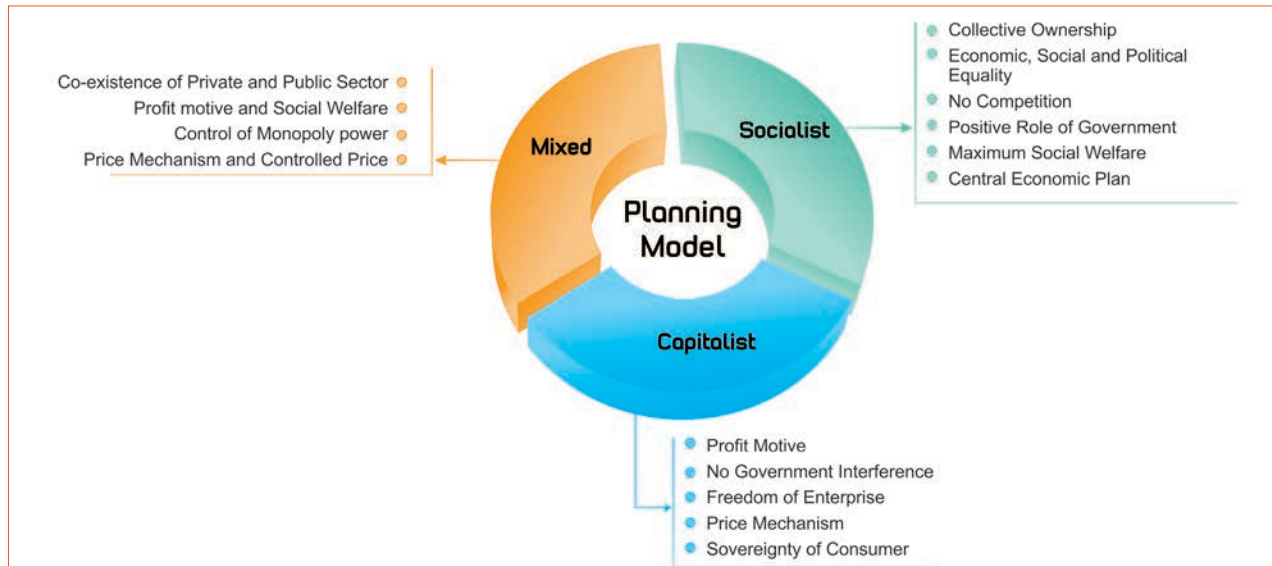 Co-existence of Private and Public Sector
Profit motive and Social Welfare
Control of Monopoly power
Price Mechanism and Controlled Price
Mixed
Socialist
Collective Ownership
Economic, Social and Political
Equality
No Competition
Positive Role of Government
Maximum Social Welfare
Central Economic Plan
Planning
Model
Capitalist
Profit Motive
No Government Interference
Freedom of Enterprise
Price Mechanism
Sovereignty of Consumer